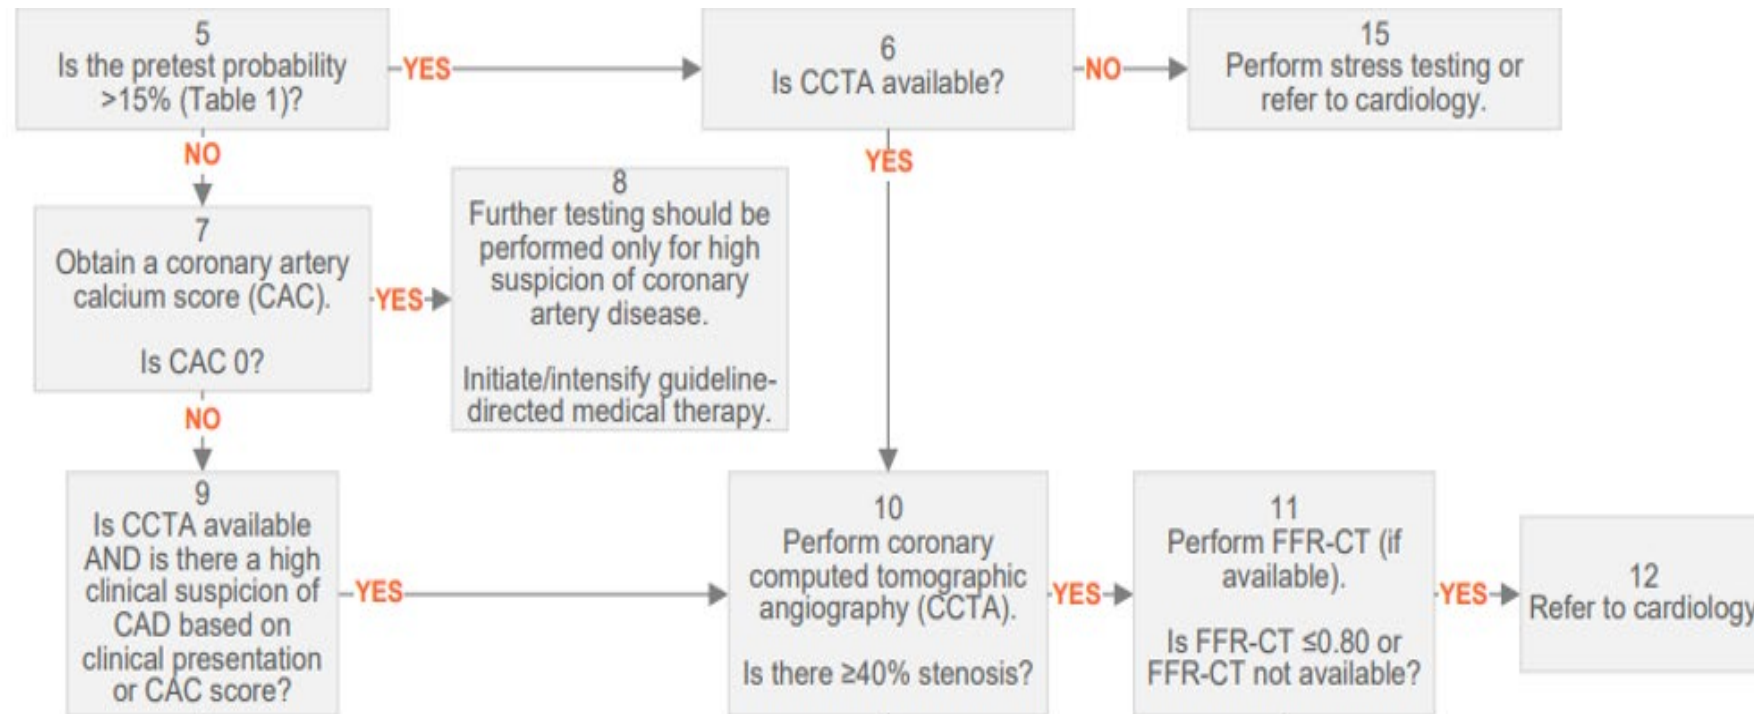 5
Is the pretest probability
>15% (Table 1)?
YES
6
Is CCTA available?
NO
15
Perform stress testing or
refer to cardiology.
NO
YES
7
Obtain a coronary artery
calcium score (CAC).
Is CAC 0?
YES
8
Further testing should be
performed only for high
suspicion of coronary
artery disease.
Initiate/intensify guideline-
directed medical therapy.
NO
9
Is CCTA available
AND is there a high
clinical suspicion of
CAD based on
clinical presentation
or CAC score?
YES
10
Perform coronary
computed tomographic
angiography (CCTA).
Is there ≥40% stenosis?
YES
11
Perform FFR-CT (if
available).
Is FFR-CT ≤0.80 or
FFR-CT not available?
YES
12
Refer to cardiology